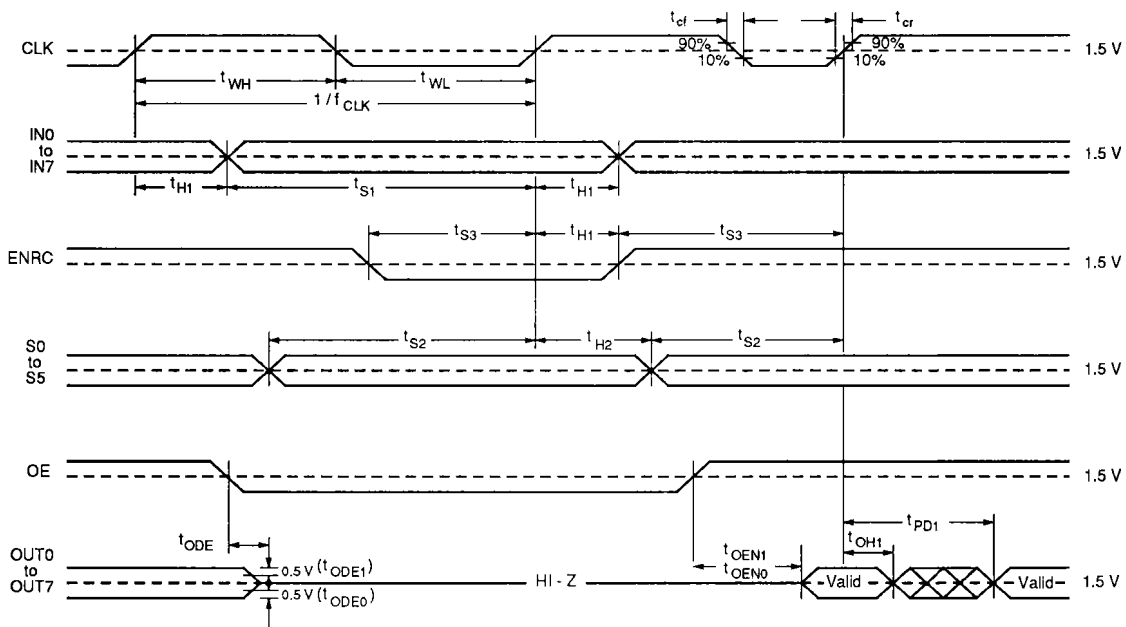 t_cf t_cr
CLK 90% 10% 90% 10% 1.5 V
t_WH t_WL
1 / f_CLK
IN0
to
IN7
1.5 V
t_H1 t_S1 t_H1
t_S3 t_H1 t_S3
ENRC 1.5 V
t_S2 t_H2 t_S2
S0
to
S5
1.5 V
OE 1.5 V
t_PD1
t_ODE t_OEN1 t_OH1
t_OEN0
OUT0
to
OUT7
0.5 V (t_ODE1)
HI - Z Valid Valid 1.5 V
0.5 V (t_ODE0)